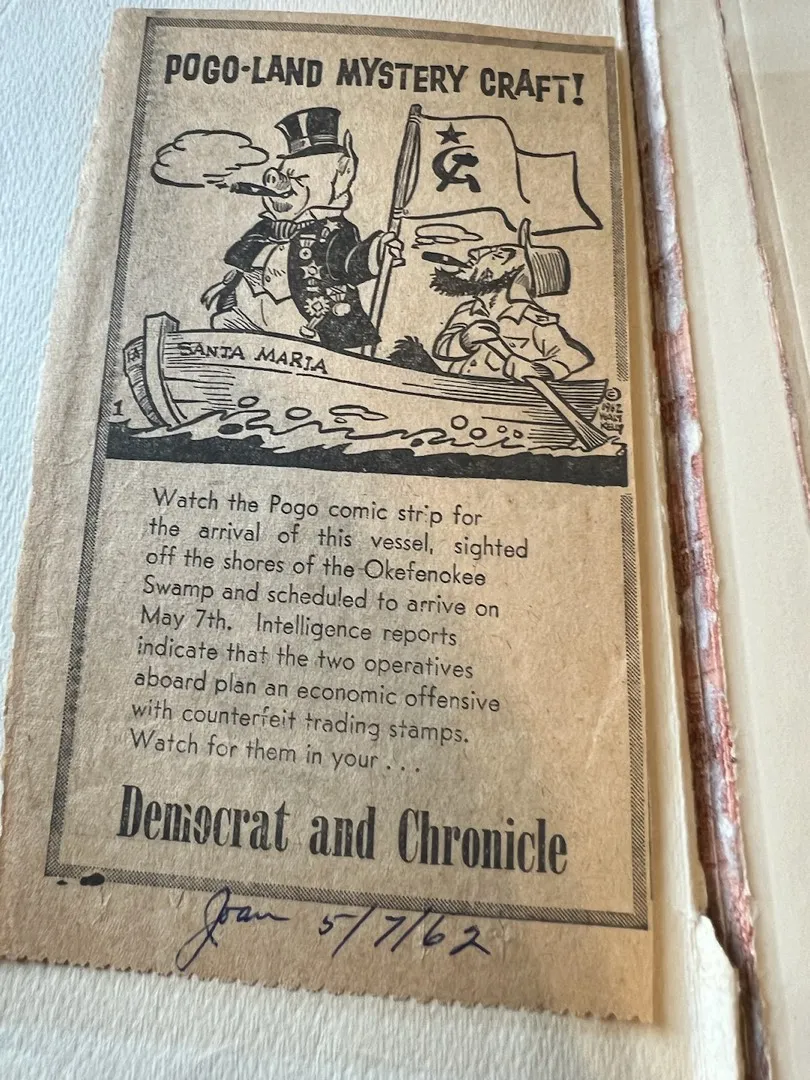 POGO-LAND MYSTERY CRAFT!
SANTA MARIA
1
©
1962
WALT
KELLY
Watch the Pogo comic strip for
the arrival of this vessel, sighted
off the shores of the Okefenokee
Swamp and scheduled to arrive on
May 7th. Intelligence reports
indicate that the two operatives
aboard plan an economic offensive
with counterfeit trading stamps.
Watch for them in your . . .
Democrat and Chronicle
Joan 5/7/62